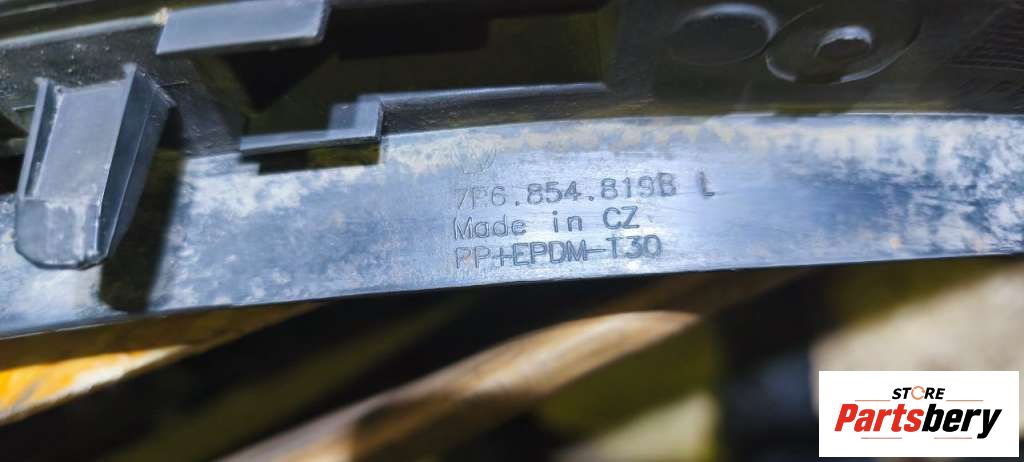 7P6.854.819B L
Made in CZ
PP+EPDM-T30
STORE
Partsbery